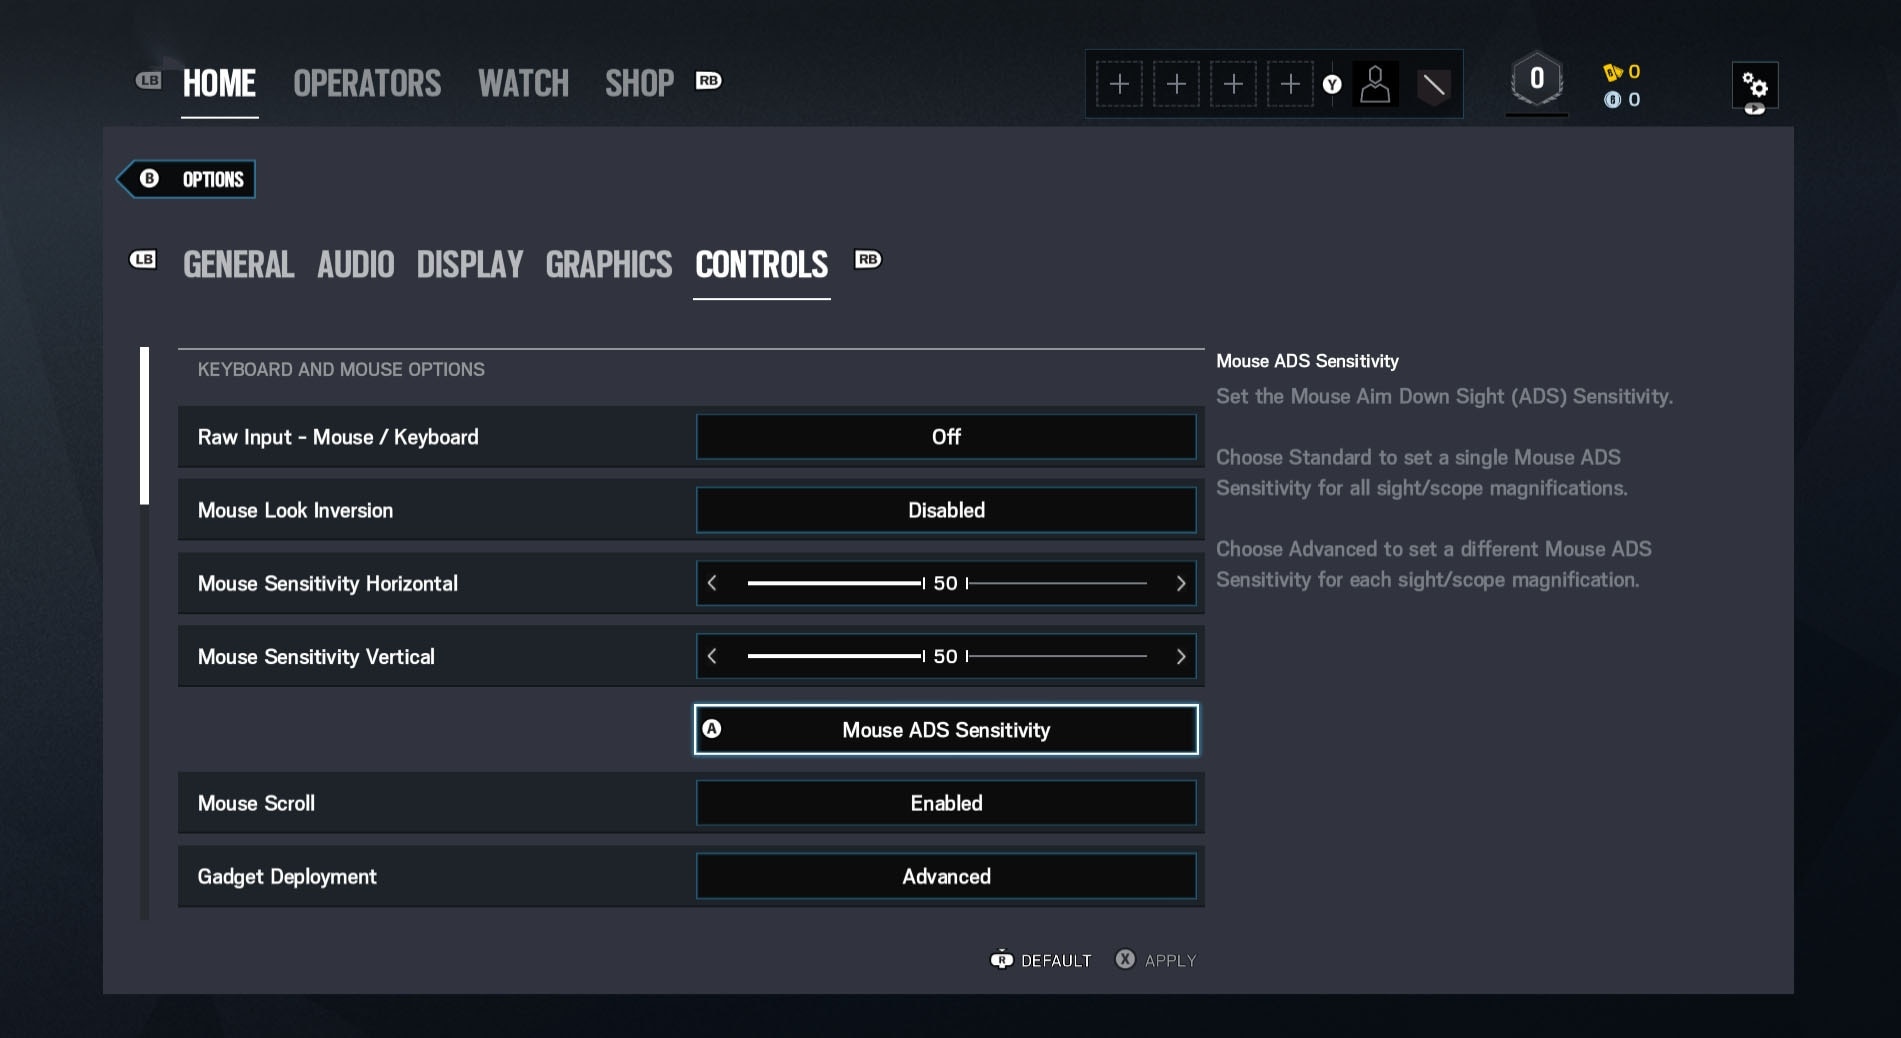 LB HOME OPERATORS WATCH SHOP RB
Y
0
0
0
B OPTIONS
LB GENERAL AUDIO DISPLAY GRAPHICS CONTROLS RB
KEYBOARD AND MOUSE OPTIONS
Raw Input - Mouse / Keyboard Off
Mouse Look Inversion Disabled
Mouse Sensitivity Horizontal 50
Mouse Sensitivity Vertical 50
A Mouse ADS Sensitivity
Mouse Scroll Enabled
Gadget Deployment Advanced
Mouse ADS Sensitivity
Set the Mouse Aim Down Sight (ADS) Sensitivity.
Choose Standard to set a single Mouse ADS
Sensitivity for all sight/scope magnifications.
Choose Advanced to set a different Mouse ADS
Sensitivity for each sight/scope magnification.
R DEFAULT X APPLY